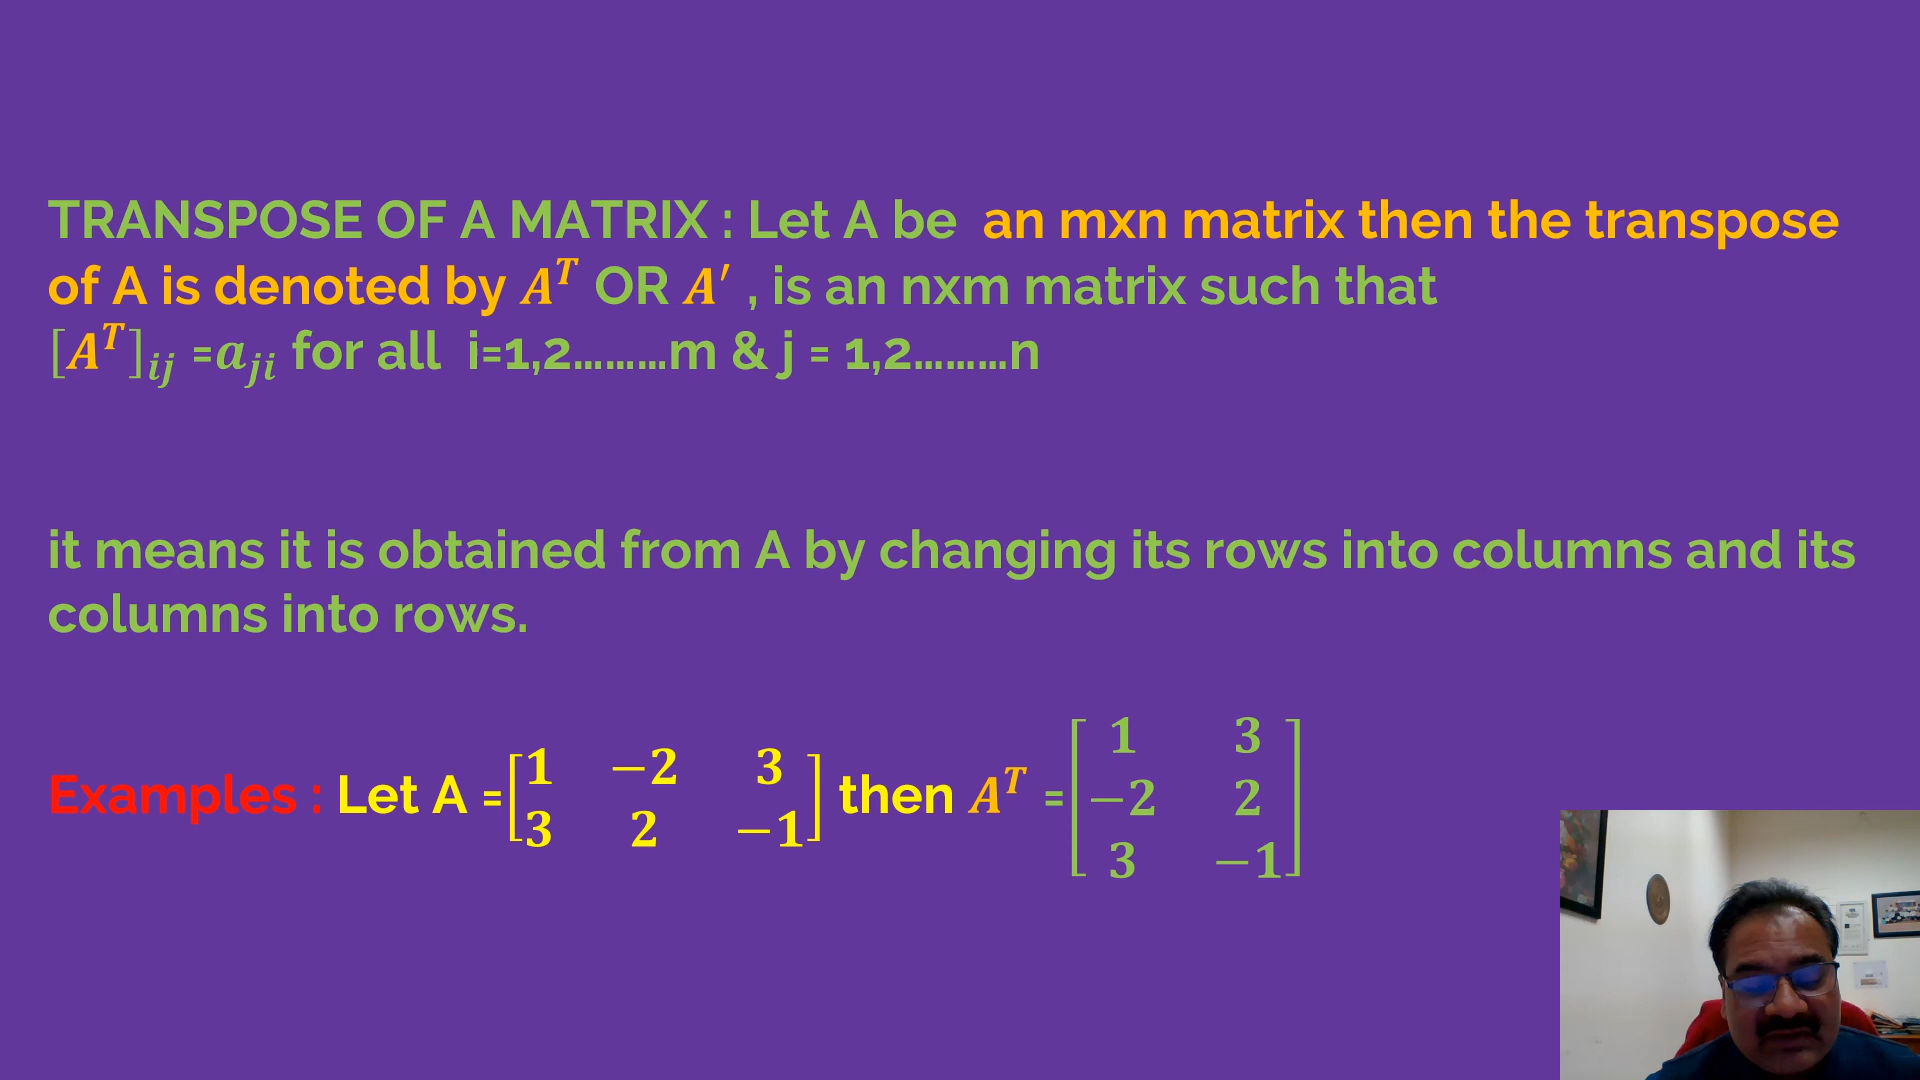 TRANSPOSE OF A MATRIX : Let A be an mxn matrix then the transpose
of A is denoted by A^T OR A′ , is an nxm matrix such that
[A^T]_ij =a_ji for all i=1,2.........m & j = 1,2.........n
it means it is obtained from A by changing its rows into columns and its
columns into rows.
Examples : Let A =[1 −2 3; 3 2 −1] then A^T =[1 3; −2 2; 3 −1]